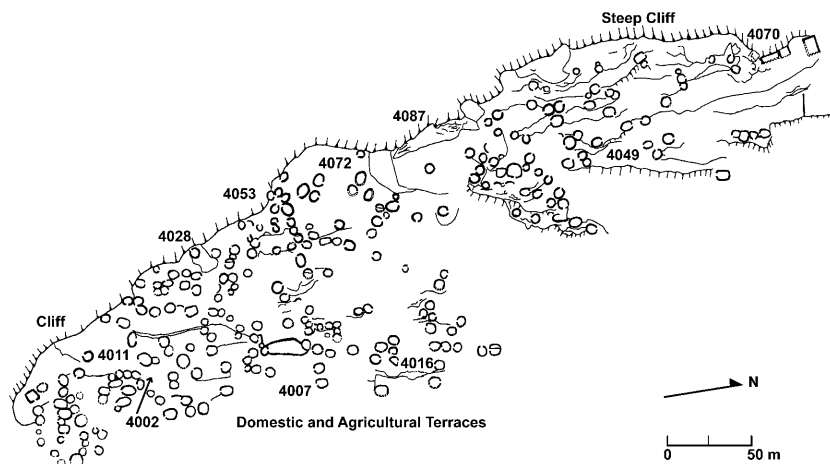 Steep Cliff
4070
4087
4072
4049
4053
4028
Cliff
4011
4016
4007
4002
Domestic and Agricultural Terraces
N
0 50 m